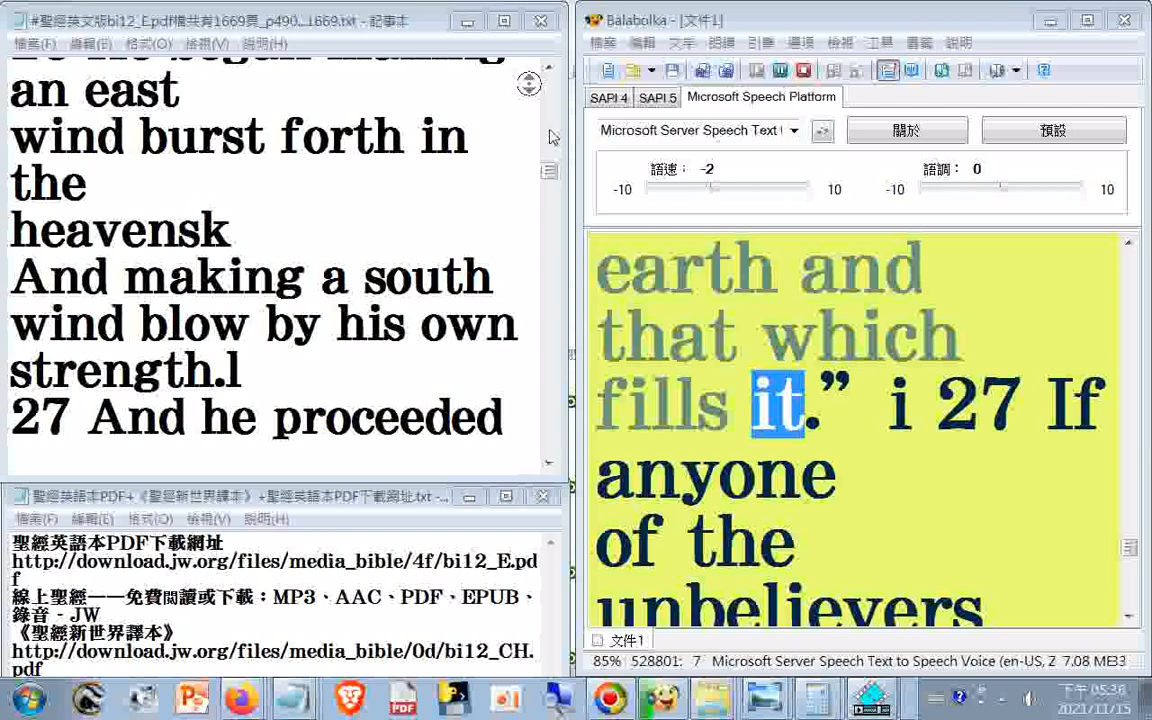 #聖經英文版bi12_E.pdf檔共有1669頁_p490...1669.txt - 記事本
檔案(F) 編輯(E) 格式(O) 檢視(V) 說明(H)
an east
wind burst forth in
the
heavensk
And making a south
wind blow by his own
strength.l
27 And he proceeded
聖經英語本PDF+《聖經新世界譯本》+聖經英語本PDF下載網址.txt -...
檔案(F) 編輯(E) 格式(O) 檢視(V) 說明(H)
聖經英語本PDF下載網址
http://download.jw.org/files/media_bible/4f/bi12_E.pd
f
線上聖經——免費閱讀或下載：MP3、AAC、PDF、EPUB、
錄音 - JW
《聖經新世界譯本》
http://download.jw.org/files/media_bible/0d/bi12_CH.
pdf
Balabolka - [文件1]
檔案 編輯 文字 朗讀 引擎 選項 檢視 工具 書籤 說明
SAPI 4 SAPI 5 Microsoft Speech Platform
Microsoft Server Speech Text 關於 預設
語速： -2 語調： 0
-10 10 -10 10
earth and
that which
fills it.” i 27 If
anyone
of the
unbelievers
文件1
85% 528801: 7 Microsoft Server Speech Text to Speech Voice (en-US, Z 7.08 MB
下午 05:36
2021/11/15